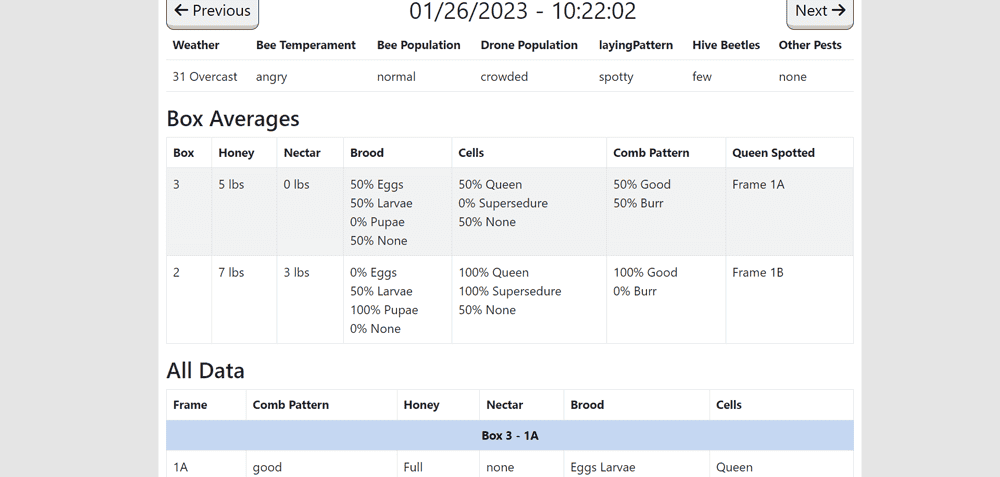 ← Previous 01/26/2023 - 10:22:02 Next →
Weather Bee Temperament Bee Population Drone Population layingPattern Hive Beetles Other Pests
31 Overcast angry normal crowded spotty few none
Box Averages
Box Honey Nectar Brood Cells Comb Pattern Queen Spotted
3 5 lbs 0 lbs 50% Eggs 50% Queen 50% Good Frame 1A
50% Larvae 0% Supersedure 50% Burr
0% Pupae 50% None
50% None
2 7 lbs 3 lbs 0% Eggs 100% Queen 100% Good Frame 1B
50% Larvae 100% Supersedure 0% Burr
100% Pupae 50% None
0% None
All Data
Frame Comb Pattern Honey Nectar Brood Cells
Box 3 - 1A
1A good Full none Eggs Larvae Queen